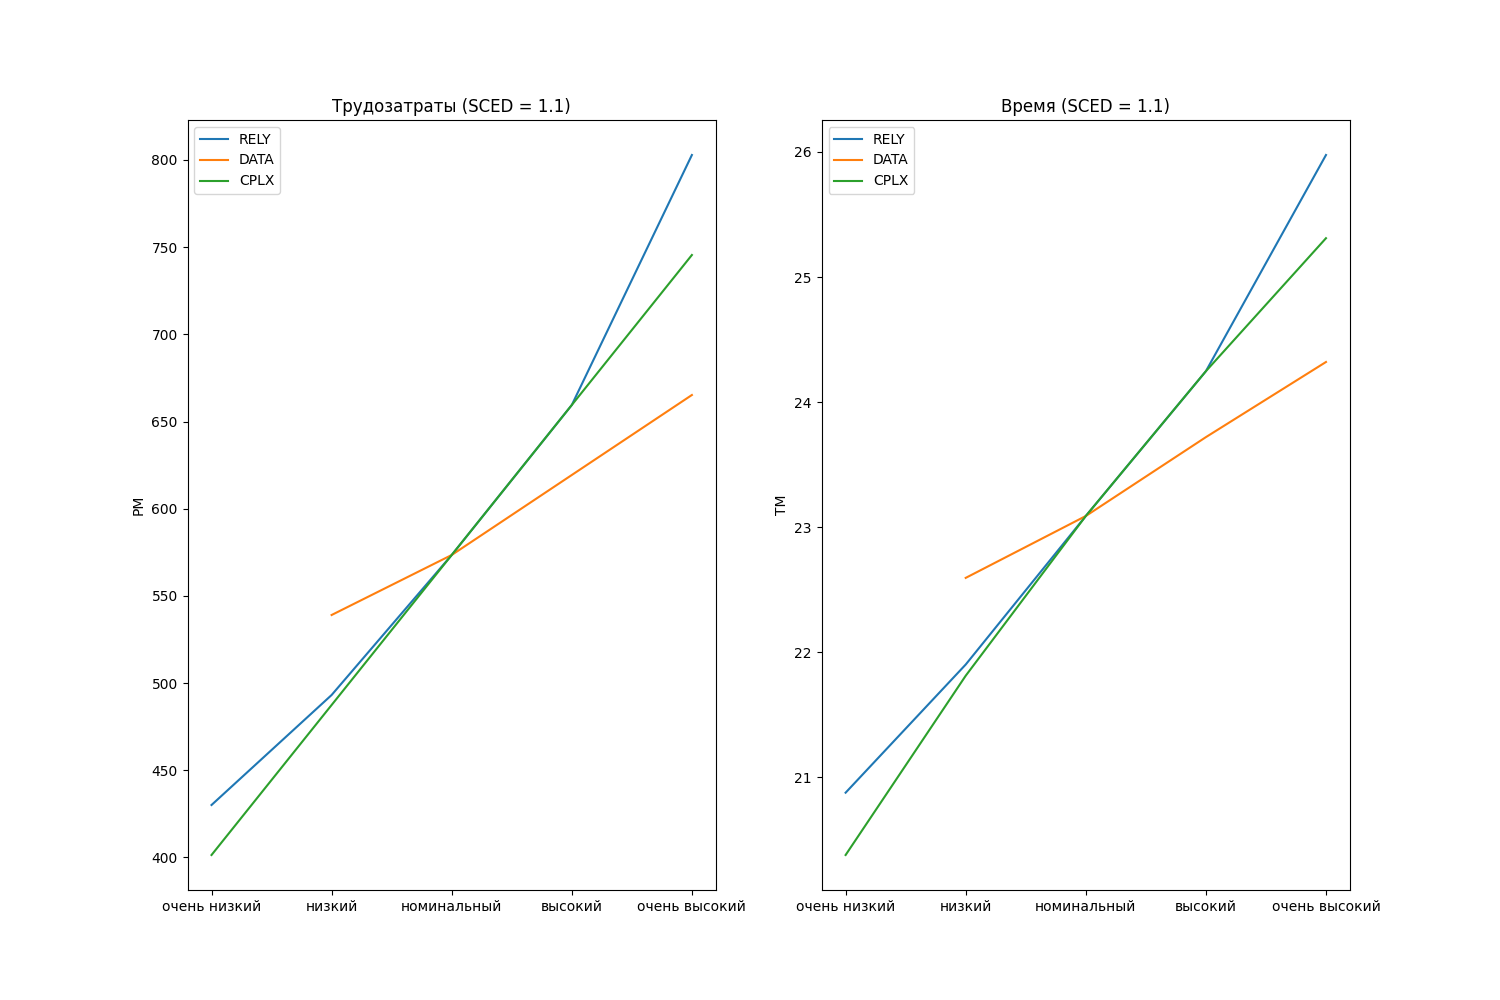 Трудозатраты (SCED = 1.1)
RELY
DATA
CPLX
800
750
700
650
600
550
500
450
400
PM
очень низкий
низкий
номинальный
высокий
очень высокий
Время (SCED = 1.1)
RELY
DATA
CPLX
26
25
24
23
22
21
TM
очень низкий
низкий
номинальный
высокий
очень высокий